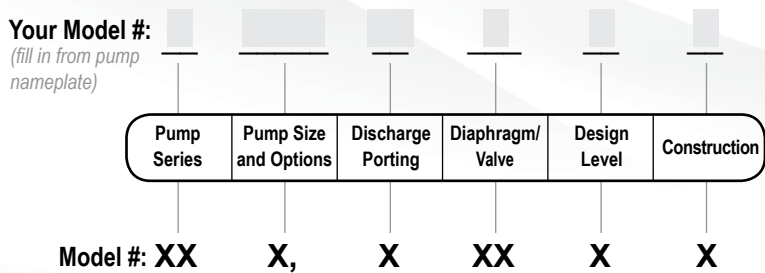 Your Model #:
(fill in from pump
nameplate)
Pump Series
Pump Size and Options
Discharge Porting
Diaphragm/ Valve
Design Level
Construction
Model #: XX X, X XX X X